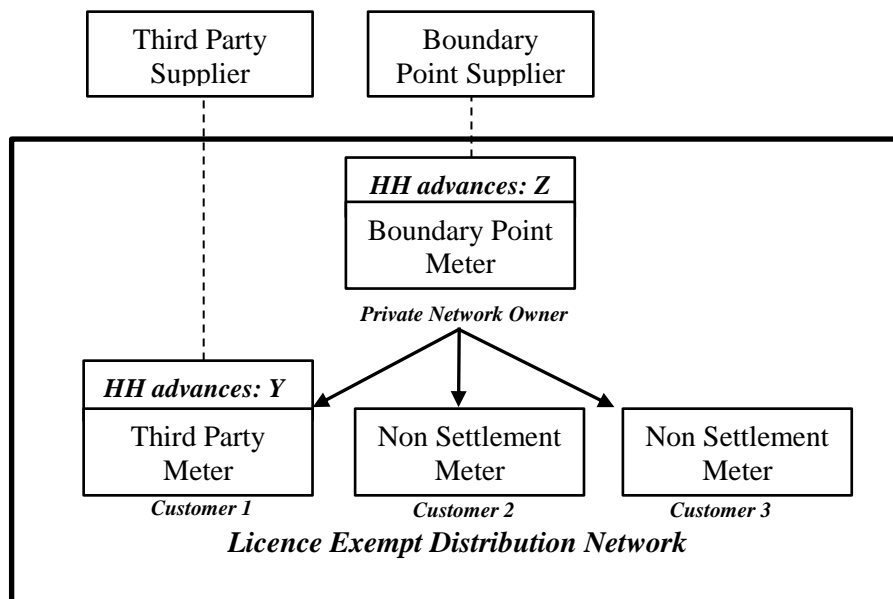 Third Party
Supplier
Boundary
Point Supplier
HH advances: Z
Boundary Point
Meter
Private Network Owner
HH advances: Y
Third Party
Meter
Non Settlement
Meter
Non Settlement
Meter
Customer 1
Customer 2
Customer 3
Licence Exempt Distribution Network